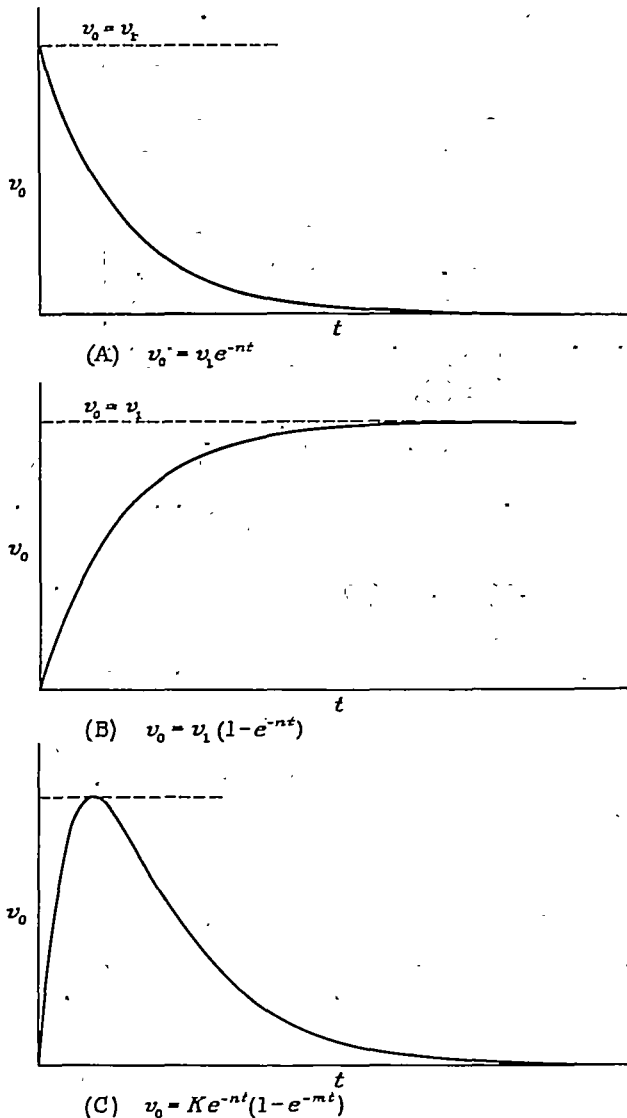 v₀ = v₁
v₀
t
(A) v₀ = v₁e^{-nt}
v₀ = v₁
v₀
t
(B) v₀ = v₁(1-e^{-nt})
v₀
t
(C) v₀ = Ke^{-nt}(1-e^{-mt})